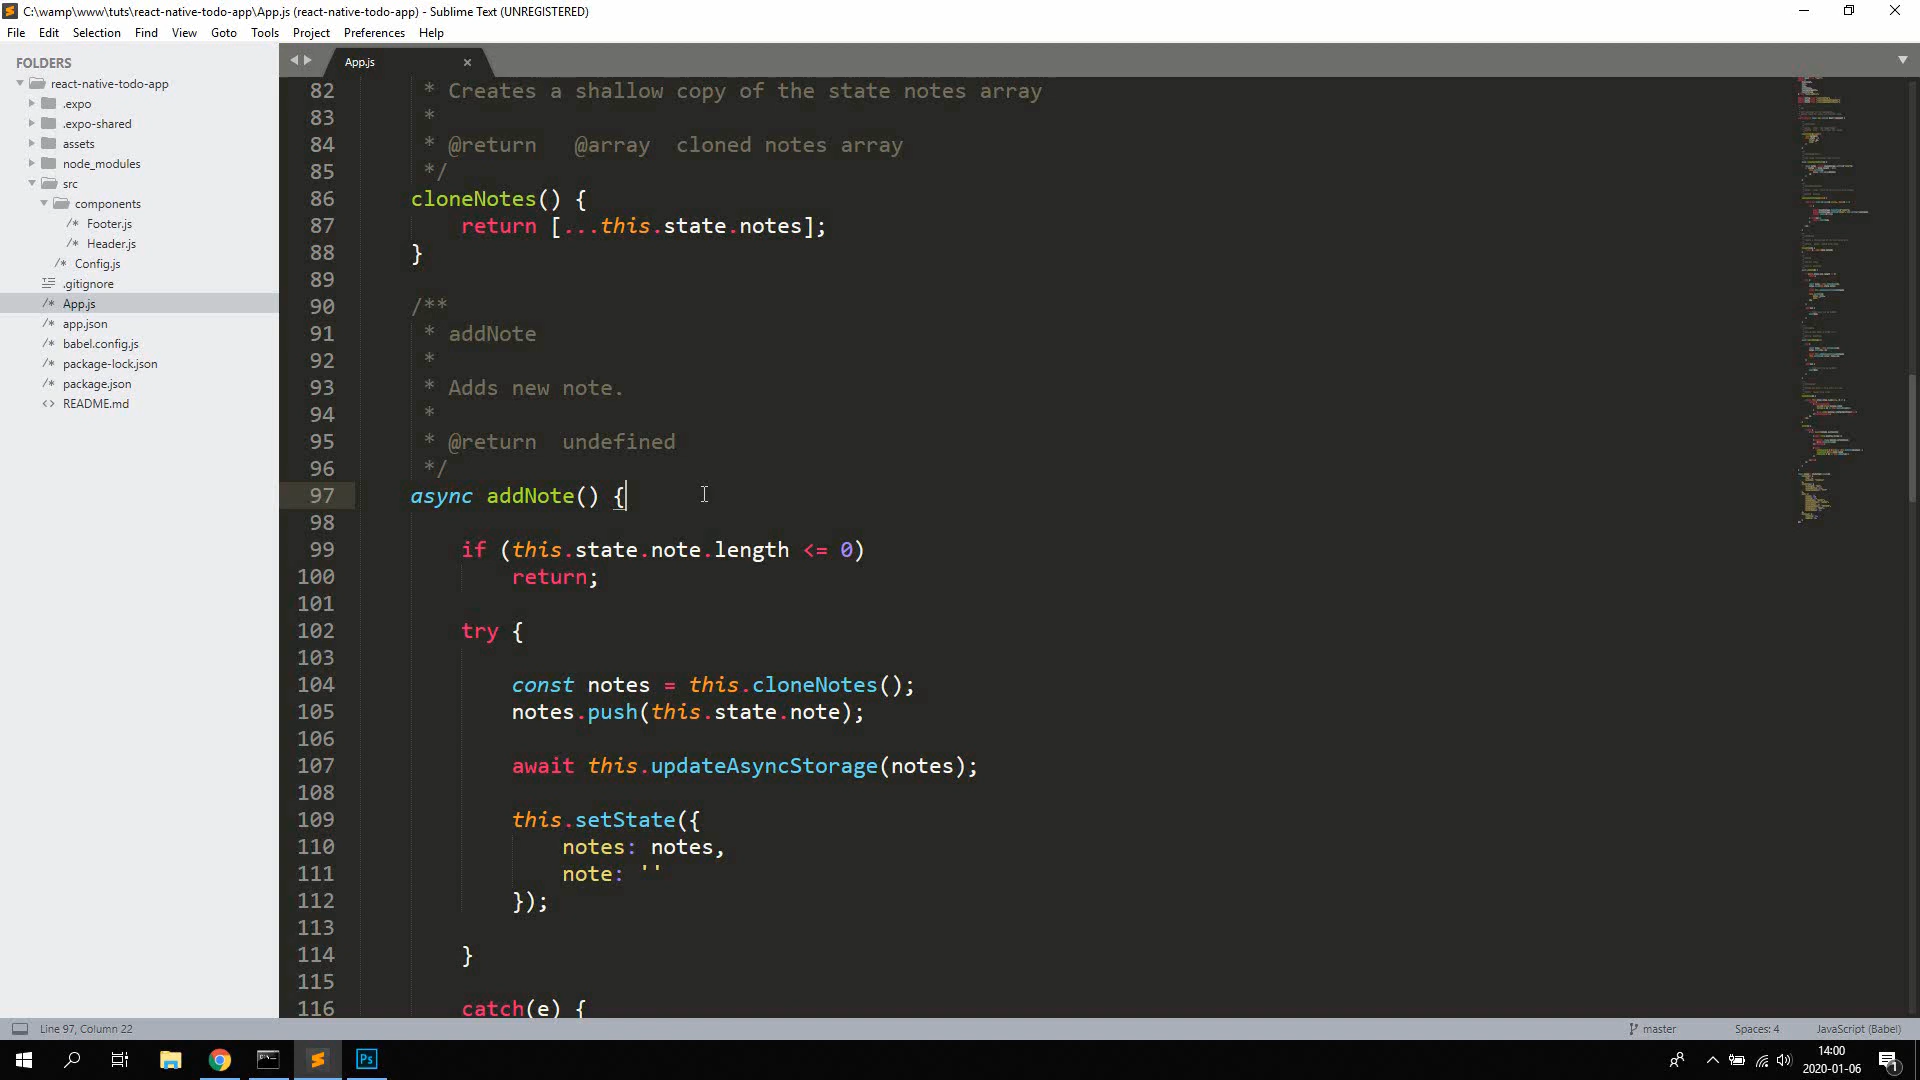 C:\wamp\www\tuts\react-native-todo-app\App.js (react-native-todo-app) - Sublime Text (UNREGISTERED)
File Edit Selection Find View Goto Tools Project Preferences Help
FOLDERS
react-native-todo-app
.expo
.expo-shared
assets
node_modules
src
components
Footer.js
Header.js
Config.js
.gitignore
App.js
app.json
babel.config.js
package-lock.json
package.json
README.md
App.js
82 * Creates a shallow copy of the state notes array
83 *
84 * @return @array cloned notes array
85 */
86 cloneNotes() {
87 return [...this.state.notes];
88 }
89
90 /**
91 * addNote
92 *
93 * Adds new note.
94 *
95 * @return undefined
96 */
97 async addNote() {
98
99 if (this.state.note.length <= 0)
100 return;
101
102 try {
103
104 const notes = this.cloneNotes();
105 notes.push(this.state.note);
106
107 await this.updateAsyncStorage(notes);
108
109 this.setState({
110 notes: notes,
111 note: ''
112 });
113
114 }
115
116 catch(e) {
Line 97, Column 22
master
Spaces: 4
JavaScript (Babel)
Ps
14:00
2020-01-06
1